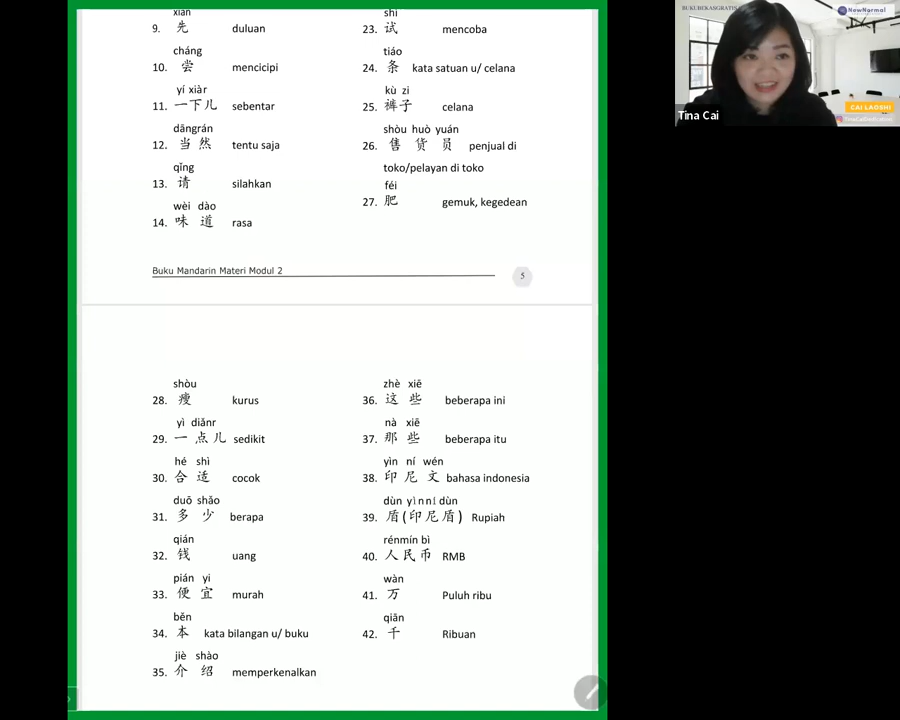 xiān
9. 先 duluan
cháng
10. 尝 mencicipi
yí xiàr
11. 一下儿 sebentar
dāngrán
12. 当 然 tentu saja
qǐng
13. 请 silahkan
wèi dào
14. 味 道 rasa
shì
23. 试 mencoba
tiáo
24. 条 kata satuan u/ celana
kù zi
25. 裤子 celana
shòu huò yuán
26. 售 货 员 penjual di
toko/pelayan di toko
féi
27. 肥 gemuk, kegedean
Buku Mandarin Materi Modul 2
5
shòu
28. 瘦 kurus
yì diǎnr
29. 一 点儿 sedikit
hé shì
30. 合 适 cocok
duō shǎo
31. 多 少 berapa
qián
32. 钱 uang
pián yi
33. 便 宜 murah
běn
34. 本 kata bilangan u/ buku
jiè shào
35. 介 绍 memperkenalkan
zhè xiē
36. 这 些 beberapa ini
nà xiē
37. 那 些 beberapa itu
yìn ní wén
38. 印 尼 文 bahasa indonesia
dùn yìnní dùn
39. 盾(印尼盾) Rupiah
rénmín bì
40. 人民币 RMB
wàn
41. 万 Puluh ribu
qiān
42. 千 Ribuan
NewNormal
CAI LAOSHI
Tina Cai